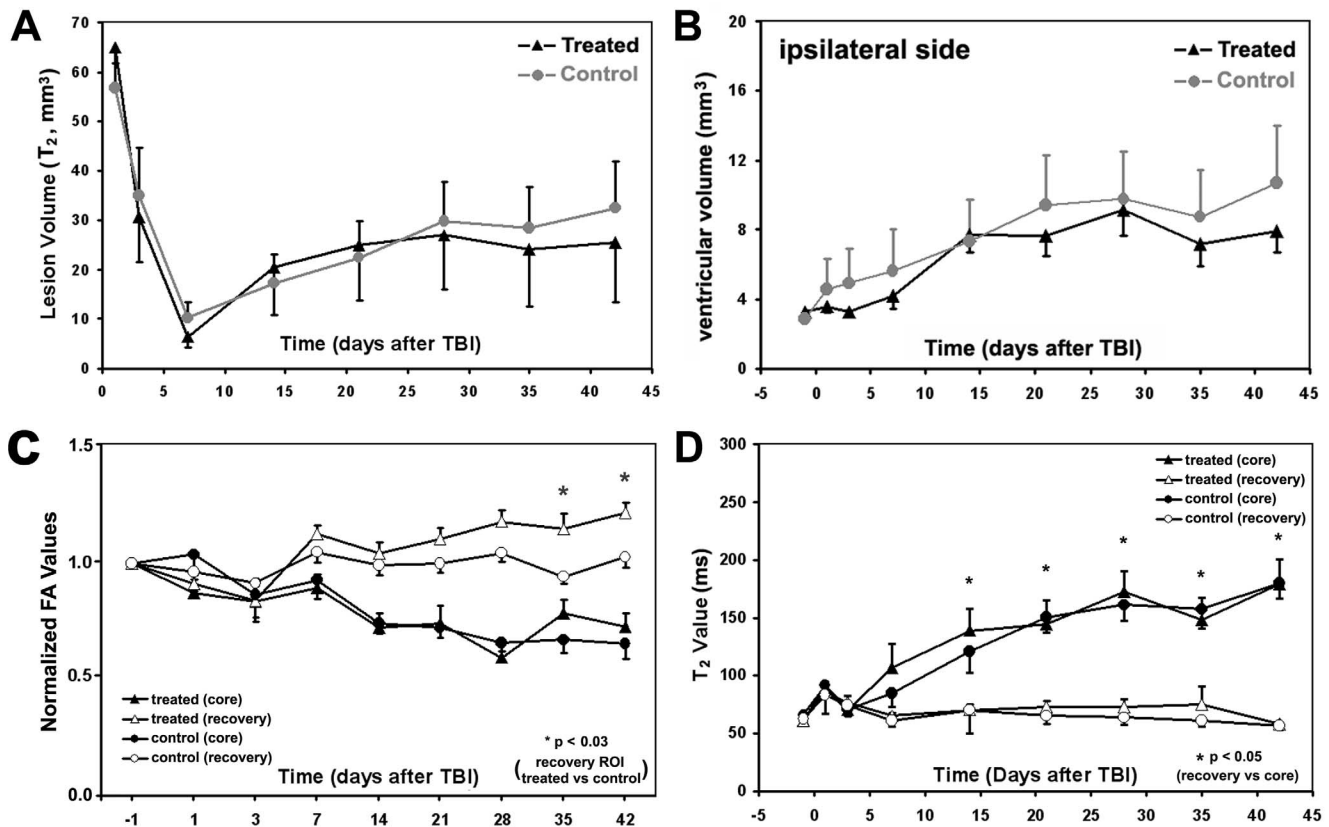 A
Lesion Volume (T2, mm3)
70
60
50
40
30
20
10
0
Treated
Control
Time (days after TBI)
0 5 10 15 20 25 30 35 40 45
B
ventricular volume (mm3)
20
16
12
8
4
0
ipsilateral side
Treated
Control
Time (days after TBI)
-5 0 5 10 15 20 25 30 35 40 45
C
Normalized FA Values
1.5
1.0
0.5
0.0
* *
treated (core)
treated (recovery)
control (core)
control (recovery)
* p < 0.03
recovery ROI
(treated vs control)
Time (days after TBI)
-1 1 3 7 14 21 28 35 42
D
T2 Value (ms)
300
250
200
150
100
50
0
treated (core)
treated (recovery)
control (core)
control (recovery)
* * * * *
* p < 0.05
(recovery vs core)
Time (Days after TBI)
-5 0 5 10 15 20 25 30 35 40 45